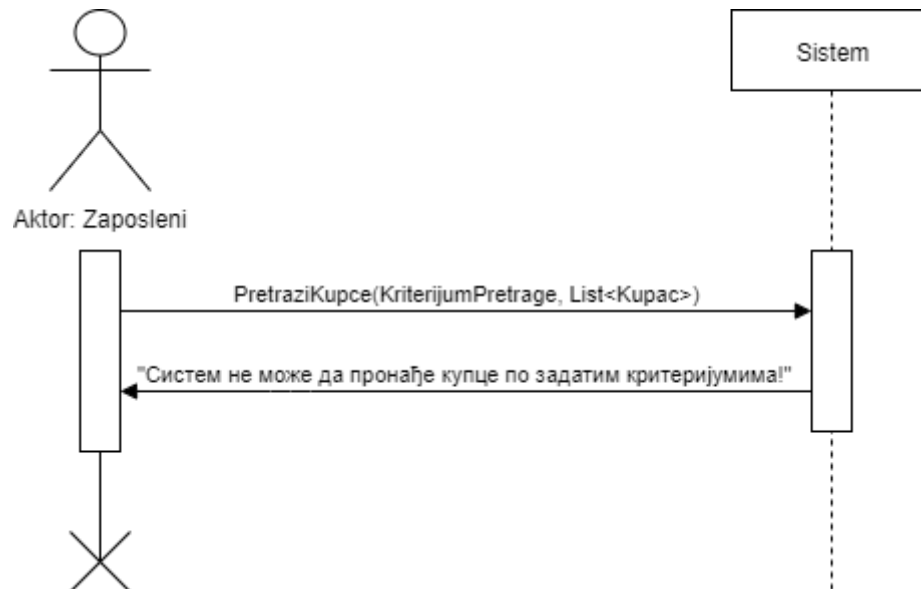 Sistem
Aktor: Zaposleni
PretraziKupce(KriterijumPretrage, List<Kupac>)
"Систем не може да пронађе купце по задатим критеријумима!"